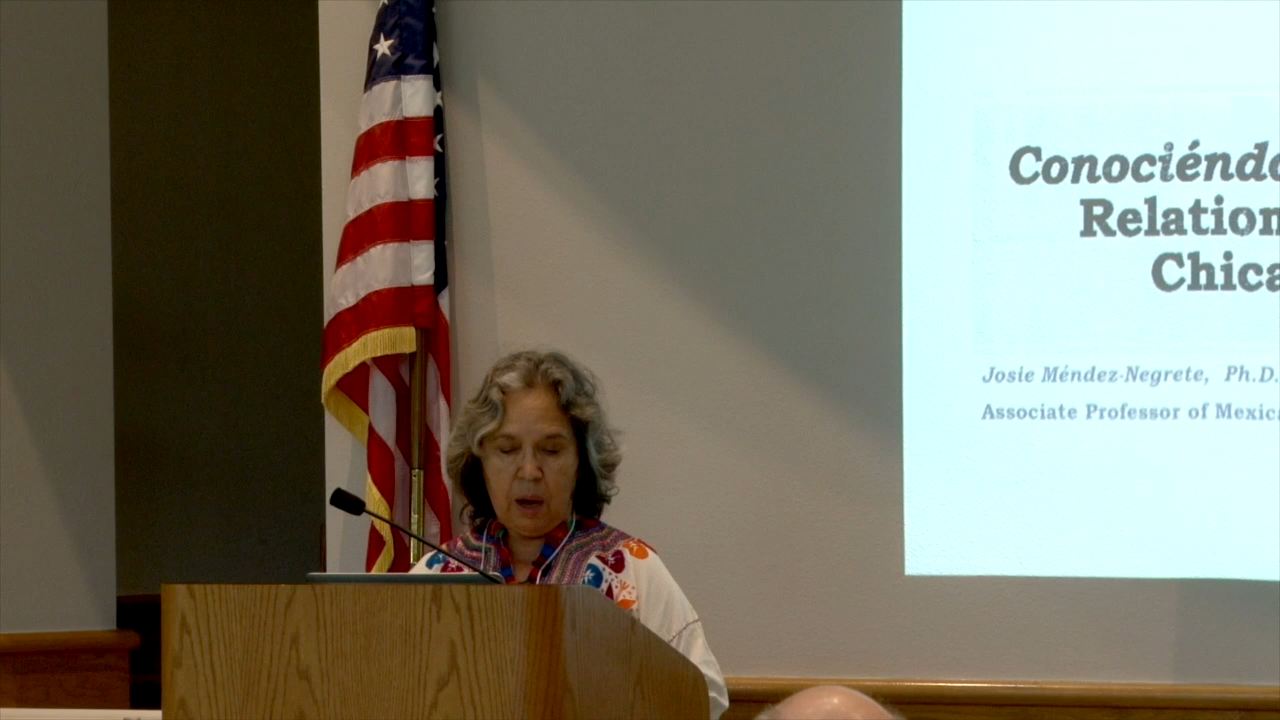 Conociéndo
Relation
Chica
Josie Méndez-Negrete, Ph.D.
Associate Professor of Mexica